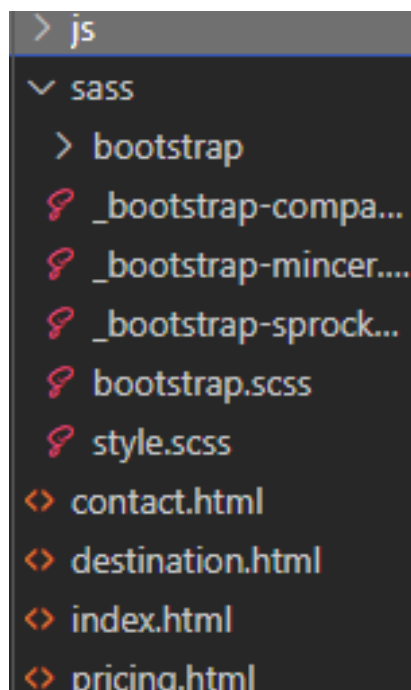 js
sass
bootstrap
_bootstrap-compa...
_bootstrap-mincer....
_bootstrap-sprock...
bootstrap.scss
style.scss
contact.html
destination.html
index.html
pricing.html